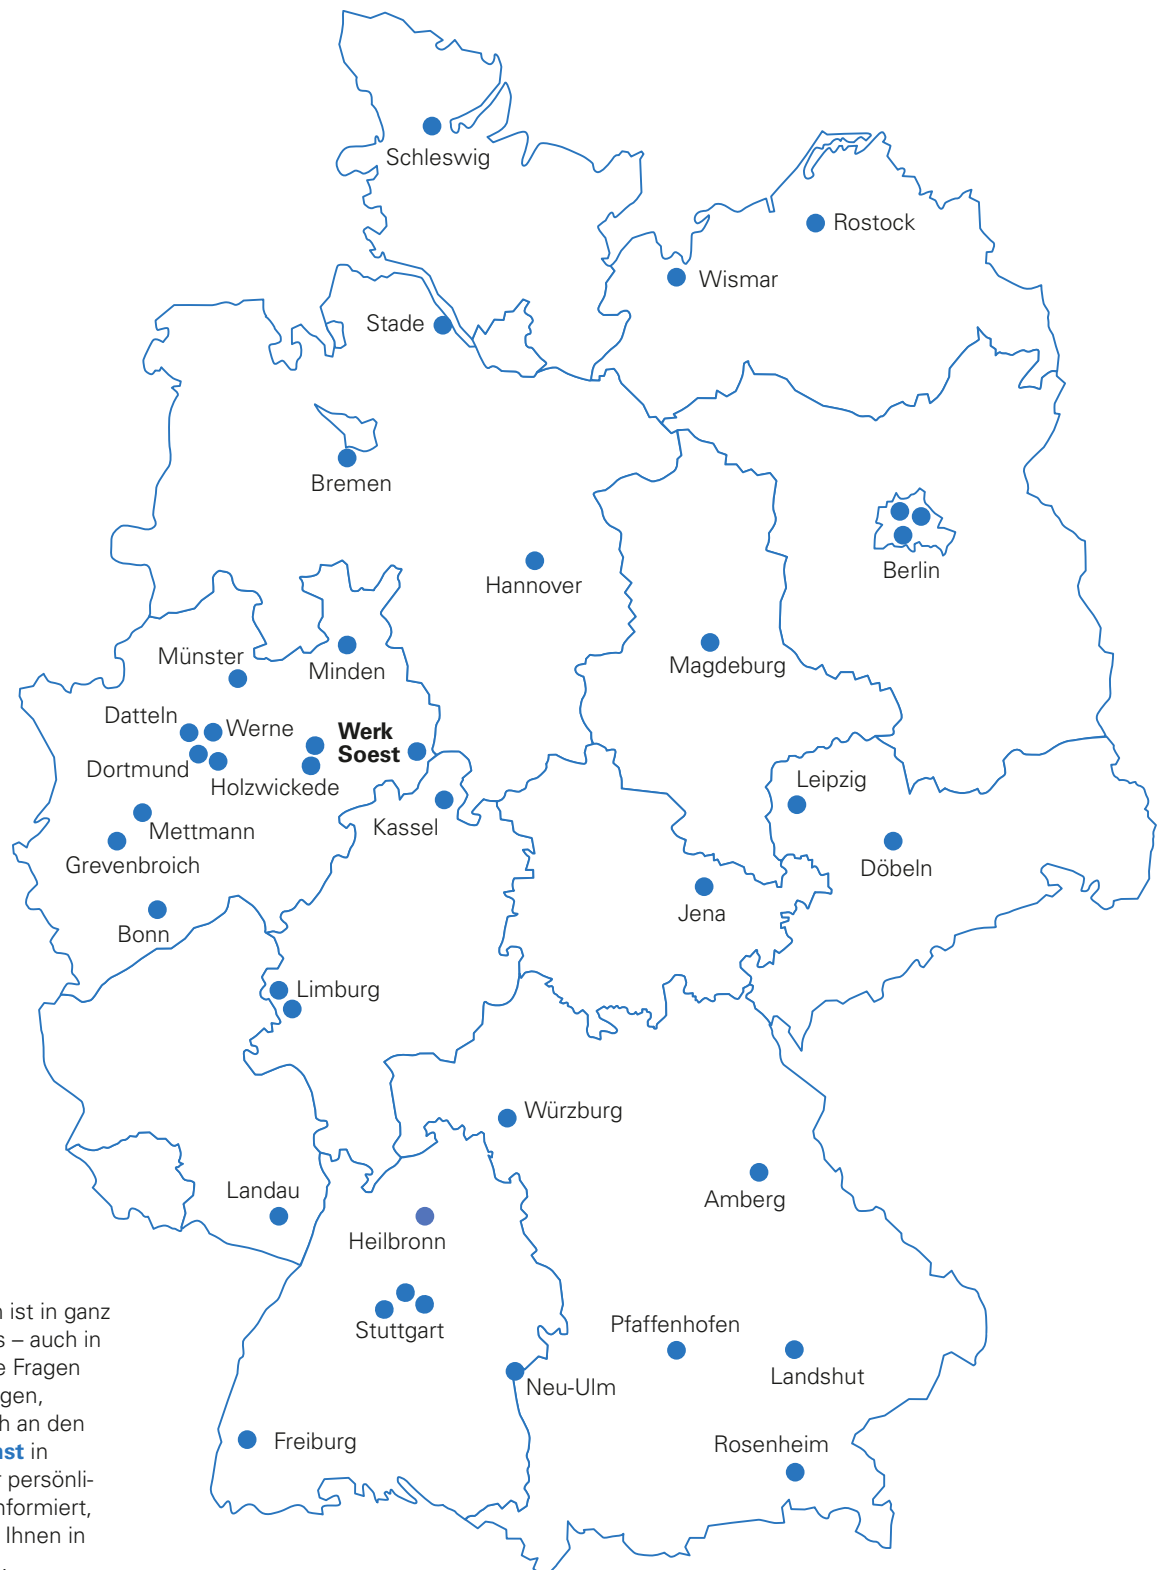 Schleswig
Rostock
Wismar
Stade
Bremen
Berlin
Hannover
Münster
Minden
Magdeburg
Datteln
Werne
Werk
Soest
Dortmund
Holzwickede
Leipzig
Kassel
Mettmann
Grevenbroich
Döbeln
Jena
Bonn
Limburg
Würzburg
Landau
Amberg
Heilbronn
Stuttgart
Pfaffenhofen
Landshut
Neu-Ulm
Freiburg
Rosenheim
ist in ganz
– auch in
Fragen
gen,
h an den
in
persönli-
nformiert,
Ihnen in